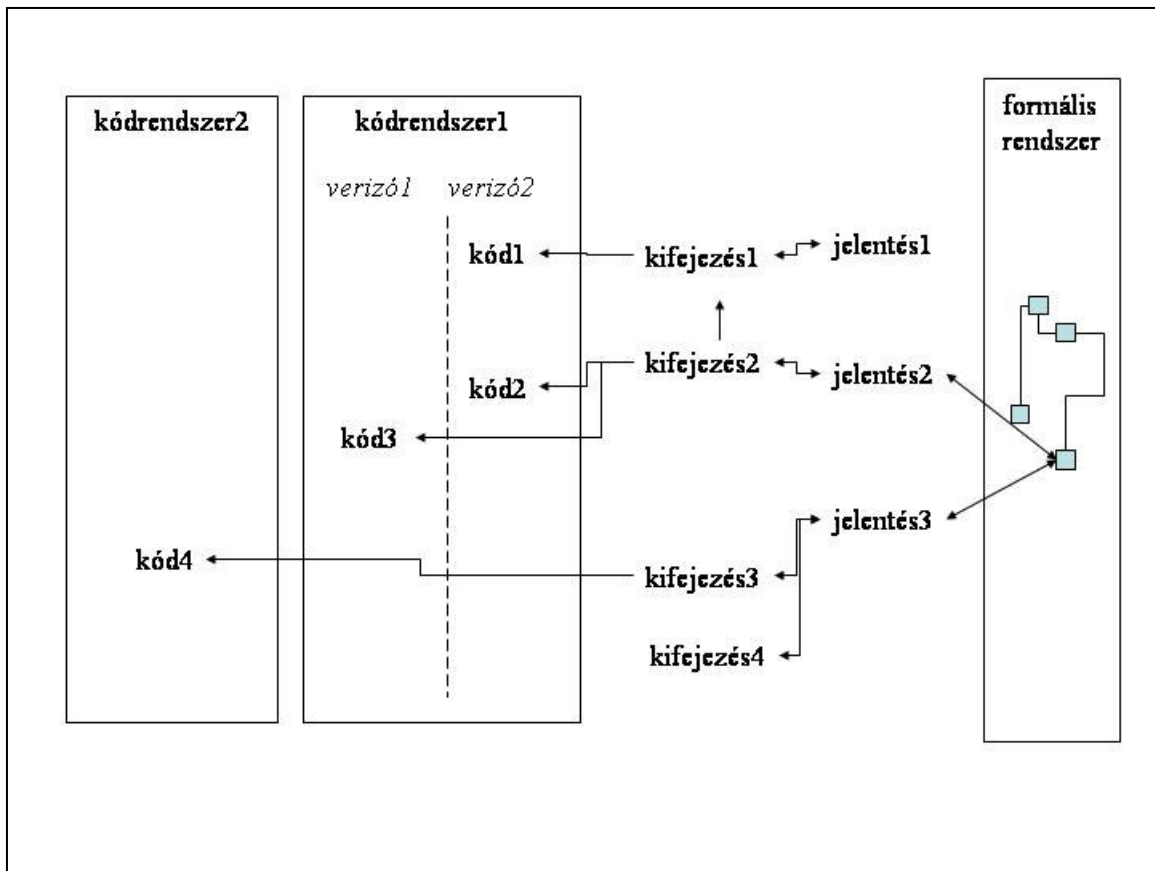 kódrendszer2
kódrendszer1
formális
rendszer
verizó1
verizó2
kód1
kifejezés1
jelentés1
kód2
kifejezés2
jelentés2
kód3
jelentés3
kód4
kifejezés3
kifejezés4